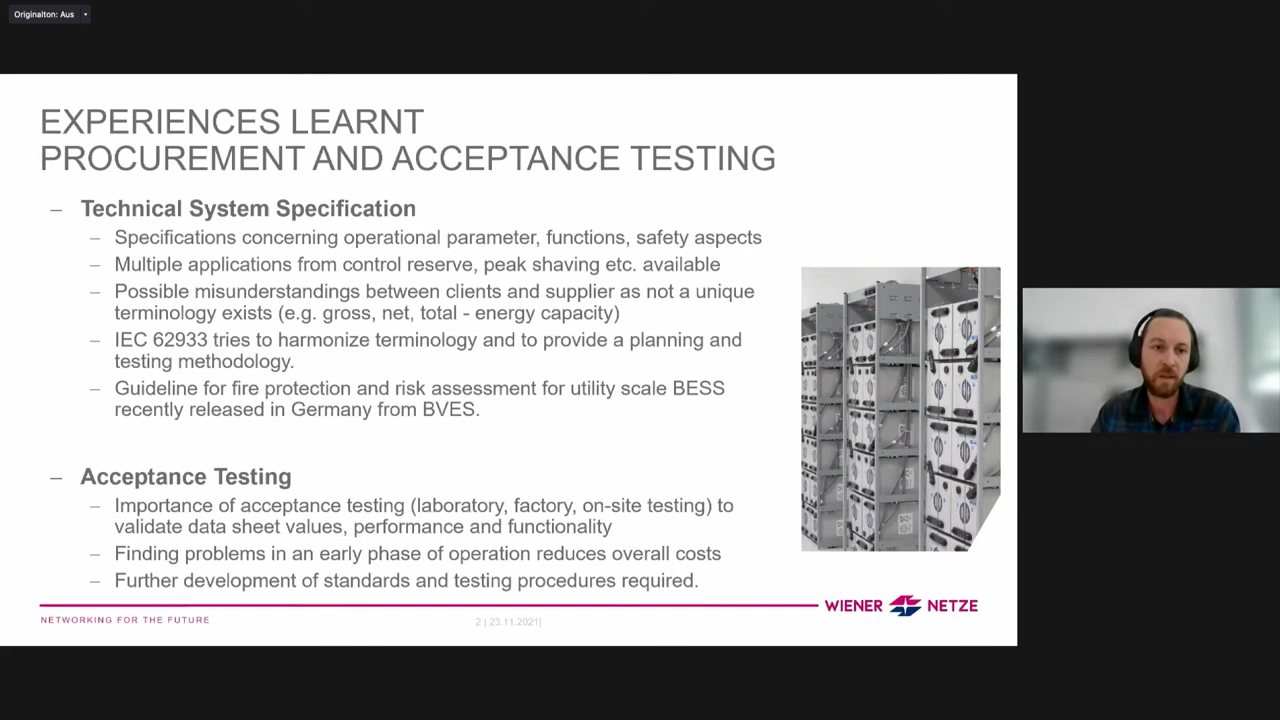 Originalton: Aus
EXPERIENCES LEARNT
PROCUREMENT AND ACCEPTANCE TESTING
– Technical System Specification
– Specifications concerning operational parameter, functions, safety aspects
– Multiple applications from control reserve, peak shaving etc. available
– Possible misunderstandings between clients and supplier as not a unique
terminology exists (e.g. gross, net, total - energy capacity)
– IEC 62933 tries to harmonize terminology and to provide a planning and
testing methodology.
– Guideline for fire protection and risk assessment for utility scale BESS
recently released in Germany from BVES.
– Acceptance Testing
– Importance of acceptance testing (laboratory, factory, on-site testing) to
validate data sheet values, performance and functionality
– Finding problems in an early phase of operation reduces overall costs
– Further development of standards and testing procedures required.
WIENER NETZE
NETWORKING FOR THE FUTURE
2 | 23.11.2021|